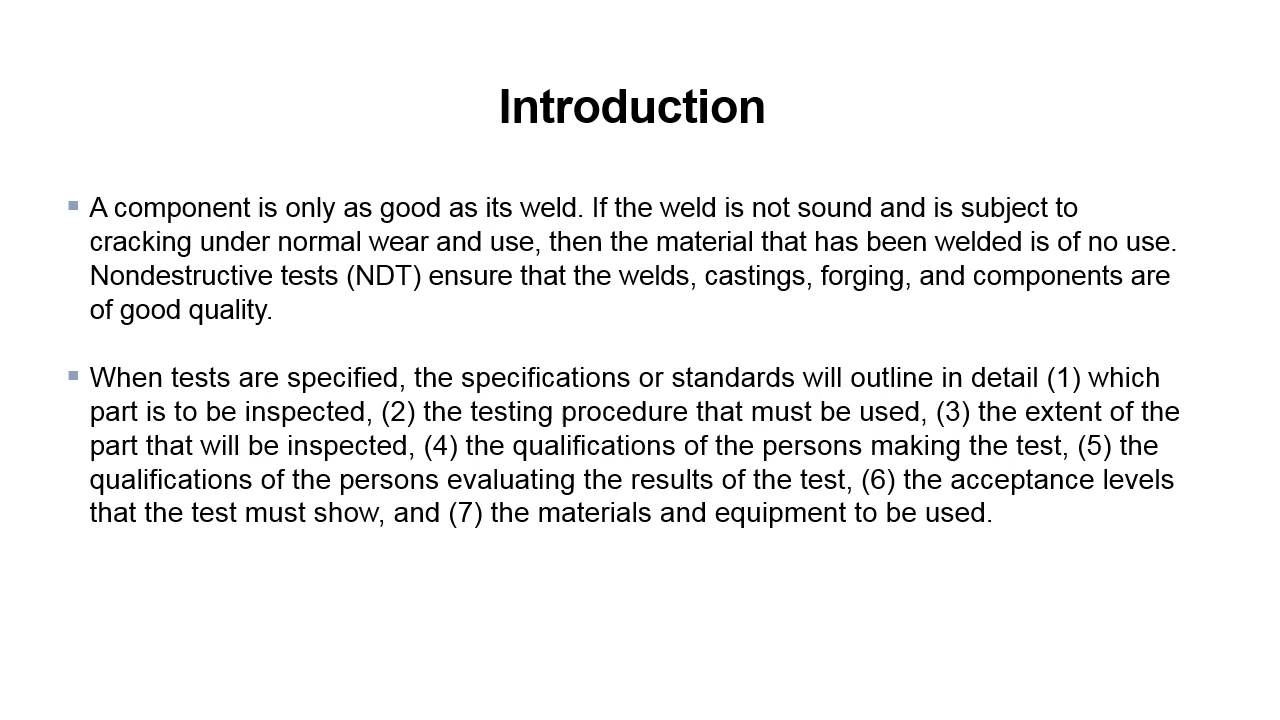 Introduction
▪ A component is only as good as its weld. If the weld is not sound and is subject to
cracking under normal wear and use, then the material that has been welded is of no use.
Nondestructive tests (NDT) ensure that the welds, castings, forging, and components are
of good quality.
▪ When tests are specified, the specifications or standards will outline in detail (1) which
part is to be inspected, (2) the testing procedure that must be used, (3) the extent of the
part that will be inspected, (4) the qualifications of the persons making the test, (5) the
qualifications of the persons evaluating the results of the test, (6) the acceptance levels
that the test must show, and (7) the materials and equipment to be used.